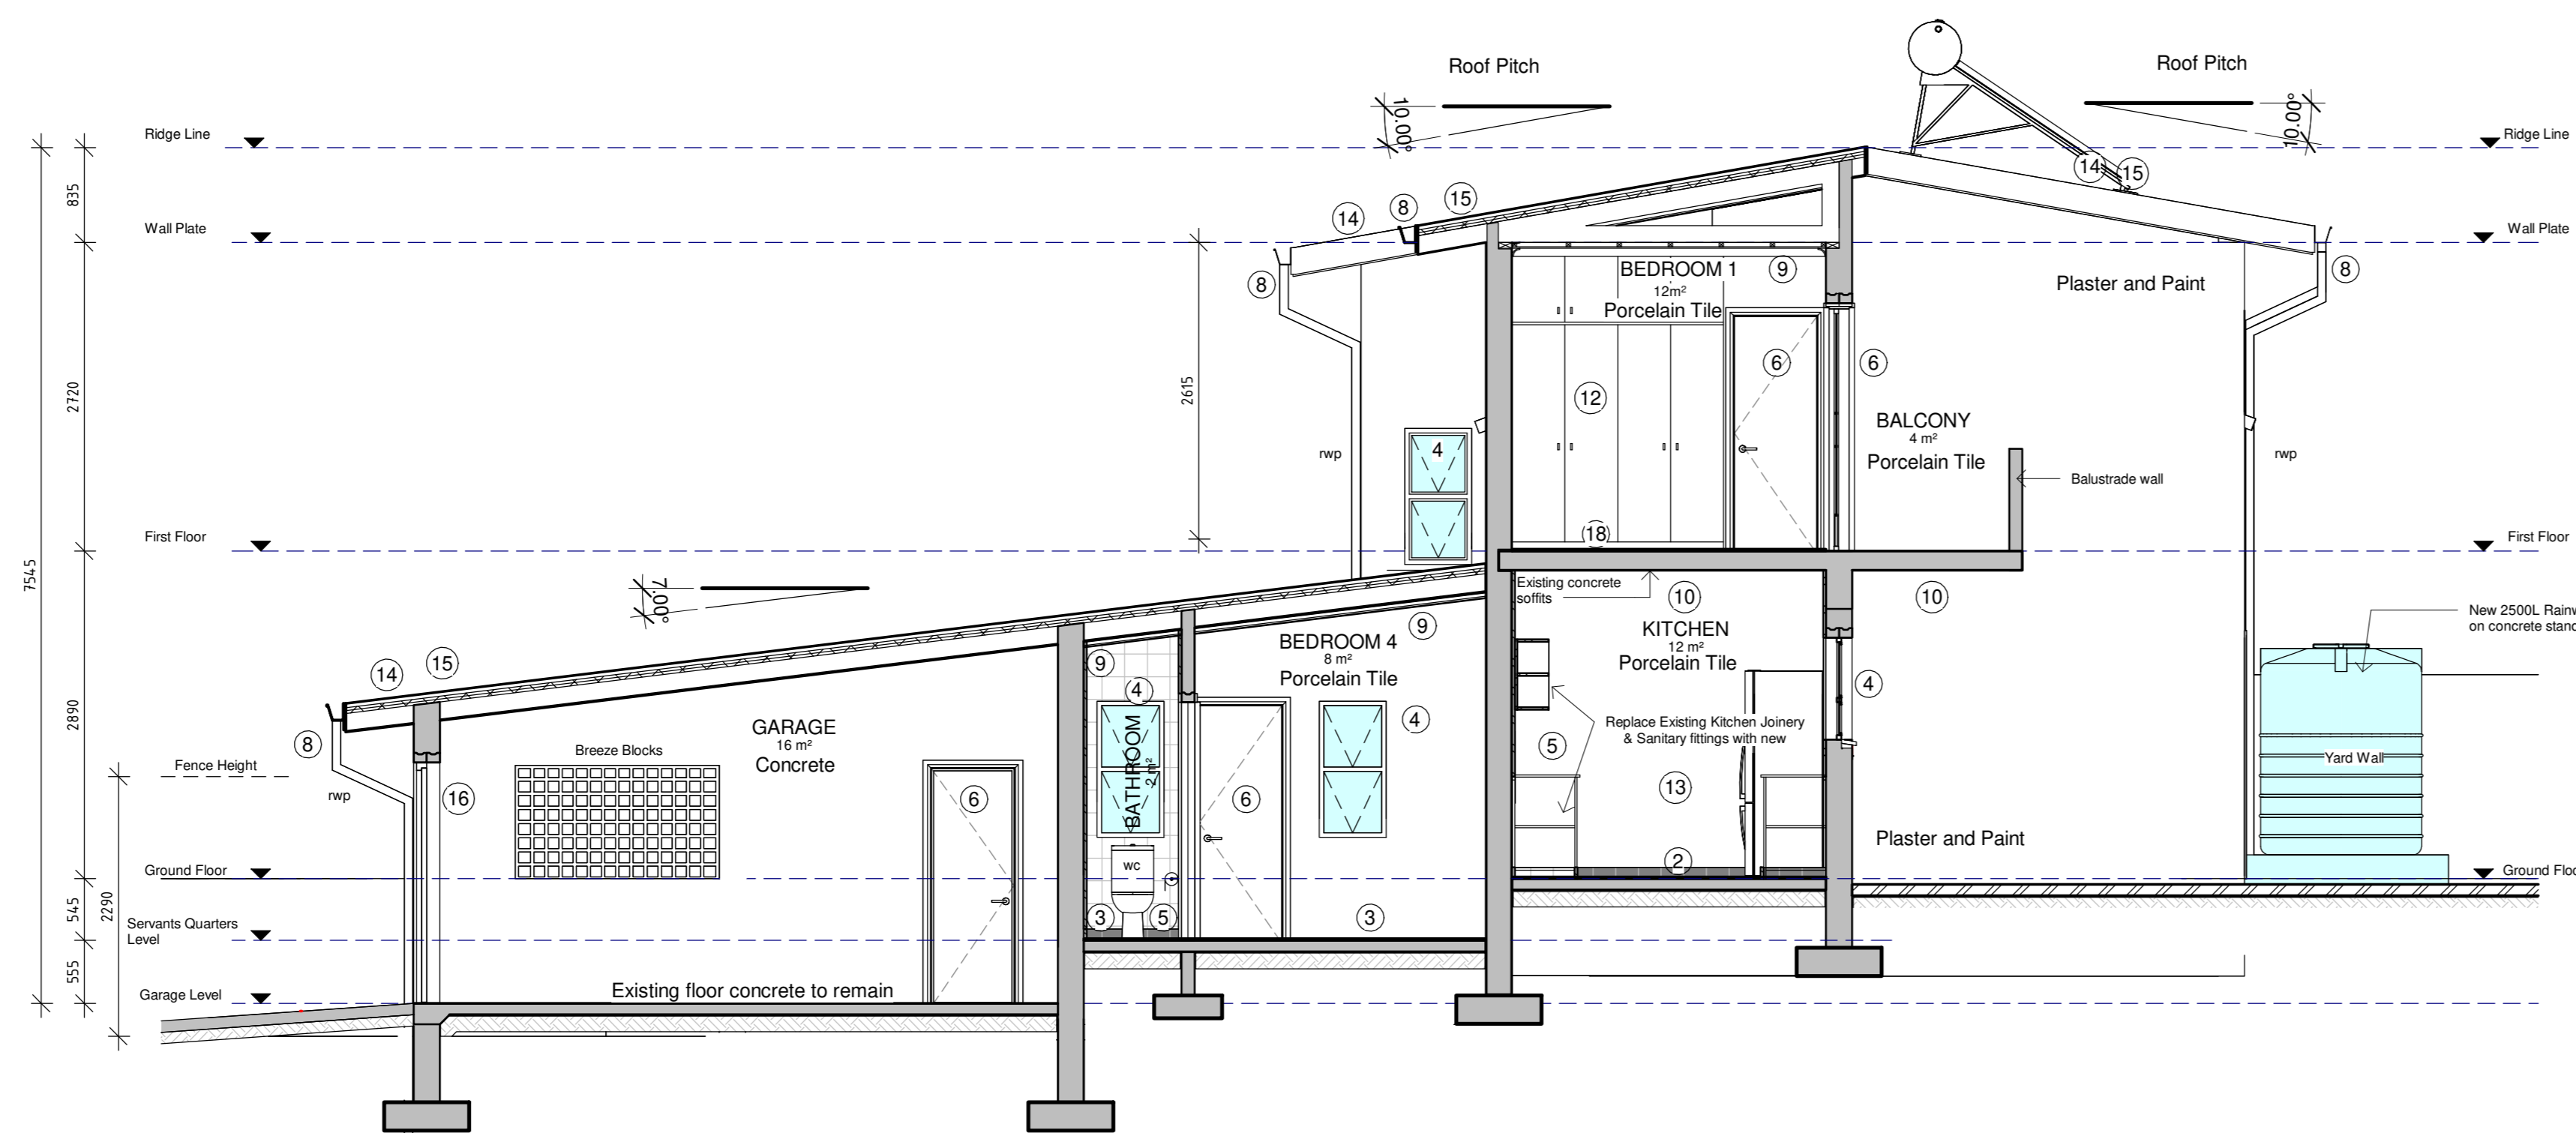 Roof Pitch
Roof Pitch
10.00°
10.00°
Ridge Line
Ridge Line
14
15
835
15
8
14
Wall Plate
Wall Plate
BEDROOM 1
9
12m²
Porcelain Tile
8
8
Plaster and Paint
6
6
2720
2615
12
BALCONY
4 m²
Porcelain Tile
4
rwp
rwp
Balustrade wall
18
First Floor
First Floor
7545
7.00°
Existing concrete
soffits
10
10
New 2500L
on concrete
9
KITCHEN
12 m²
Porcelain Tile
BEDROOM 4
8 m²
Porcelain Tile
9
4
4
14
15
2890
4
GARAGE
16 m²
Concrete
Replace Existing Kitchen Joinery
& Sanitary fittings with new
8
Breeze Blocks
5
Yard Wall
BATHROOM
2 m²
Fence Height
rwp
16
6
6
13
Plaster and Paint
2
WC
Ground Floor
Ground
545
2290
3
5
3
Servants Quarters
Level
555
Existing floor concrete to remain
Garage Level